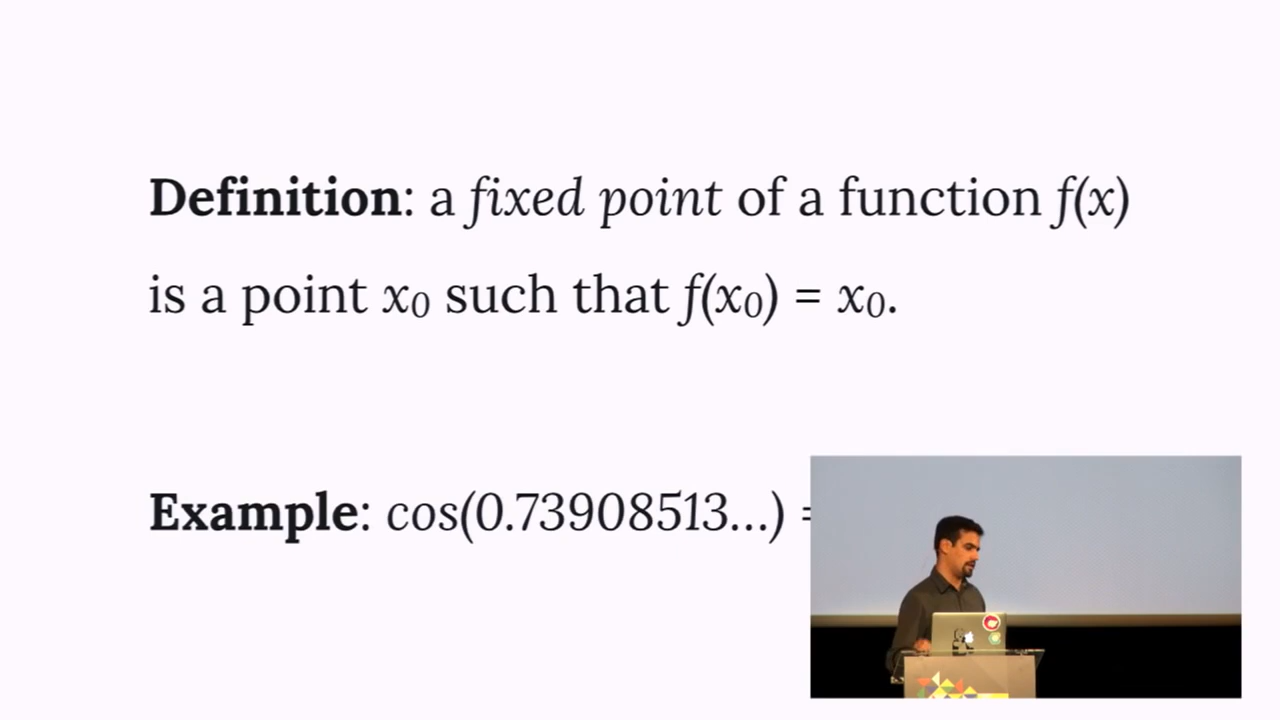 Definition: a fixed point of a function f(x)
is a point x₀ such that f(x₀) = x₀.
Example: cos(0.73908513…) =